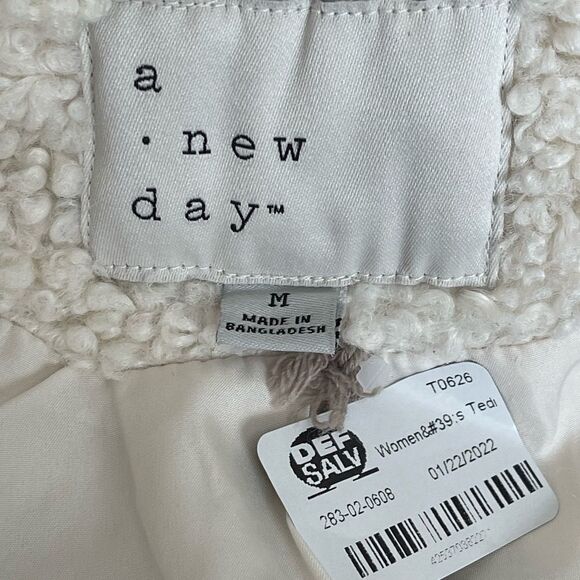 a
· new
day™
M
MADE IN
BANGLADESH
T0626
Women&#39;s Ted
DEF
SALV
283-02-0608
01/22/2022